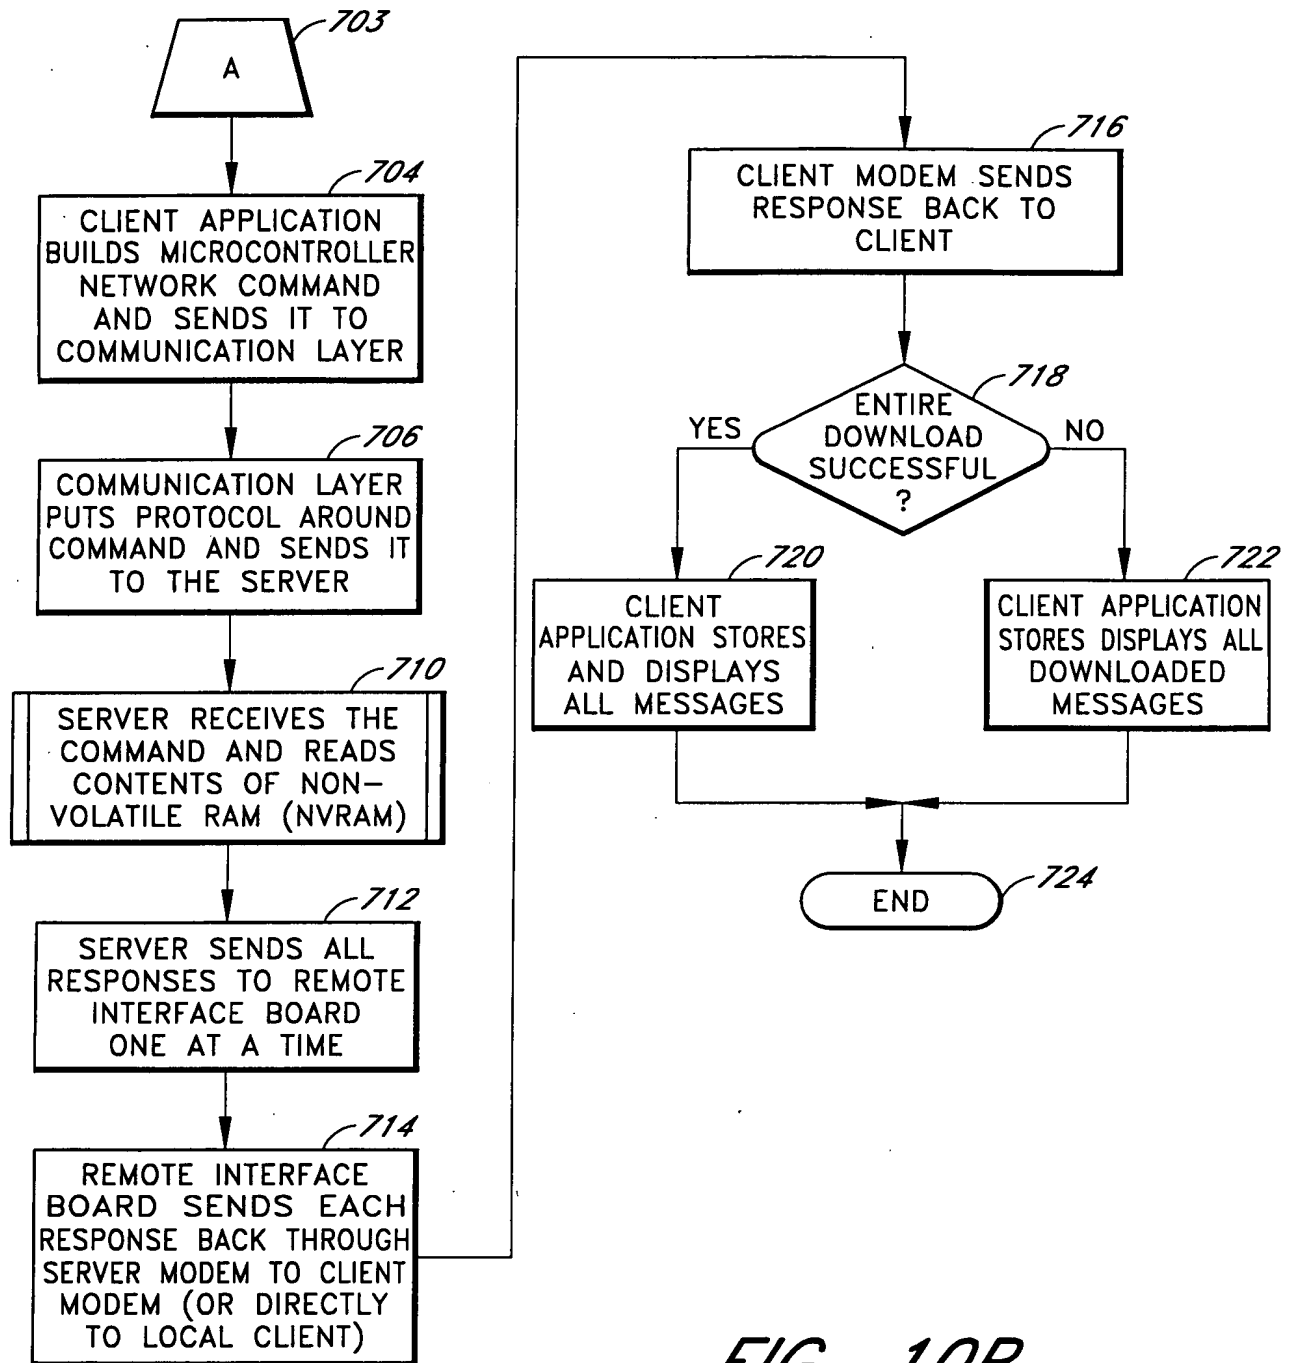 703
A
704
CLIENT APPLICATION
BUILDS MICROCONTROLLER
NETWORK COMMAND
AND SENDS IT TO
COMMUNICATION LAYER
706
COMMUNICATION LAYER
PUTS PROTOCOL AROUND
COMMAND AND SENDS IT
TO THE SERVER
710
SERVER RECEIVES THE
COMMAND AND READS
CONTENTS OF NON-
VOLATILE RAM (NVRAM)
712
SERVER SENDS ALL
RESPONSES TO REMOTE
INTERFACE BOARD
ONE AT A TIME
714
REMOTE INTERFACE
BOARD SENDS EACH
RESPONSE BACK THROUGH
SERVER MODEM TO CLIENT
MODEM (OR DIRECTLY
TO LOCAL CLIENT)
716
CLIENT MODEM SENDS
RESPONSE BACK TO
CLIENT
718
ENTIRE
DOWNLOAD
SUCCESSFUL
?
YES
NO
720
CLIENT
APPLICATION STORES
AND DISPLAYS
ALL MESSAGES
722
CLIENT APPLICATION
STORES DISPLAYS ALL
DOWNLOADED
MESSAGES
724
END
FIG. 10B